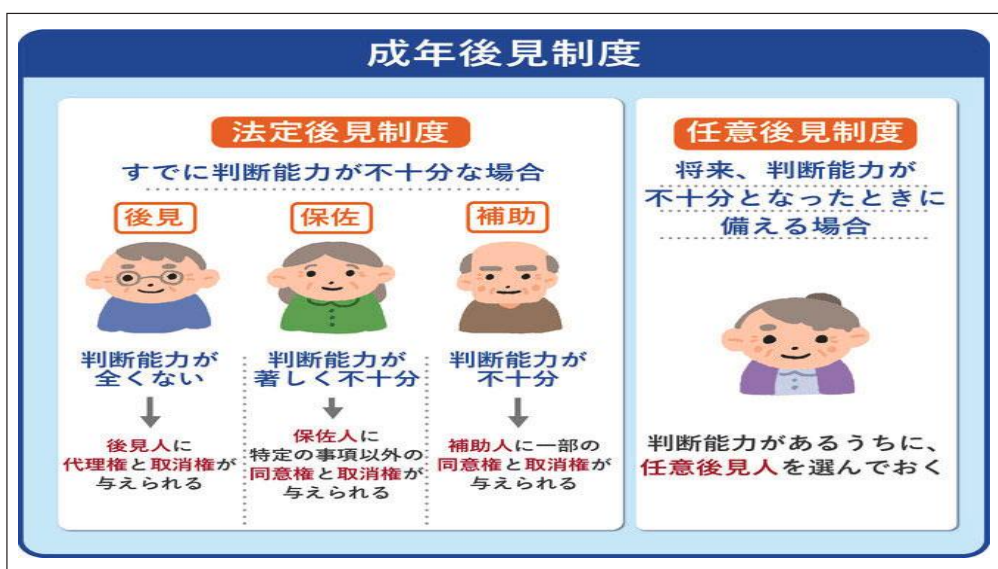 成年後見制度
法定後見制度
すでに判断能力が不十分な場合
後見
判断能力が
全くない
後見人に
代理権と取消権が
与えられる
保佐
判断能力が
著しく不十分
保佐人に
特定の事項以外の
同意権と取消権が
与えられる
補助
判断能力が
不十分
補助人に一部の
同意権と取消権が
与えられる
任意後見制度
将来、判断能力が
不十分となったときに
備える場合
判断能力があるうちに、
任意後見人を選んでおく